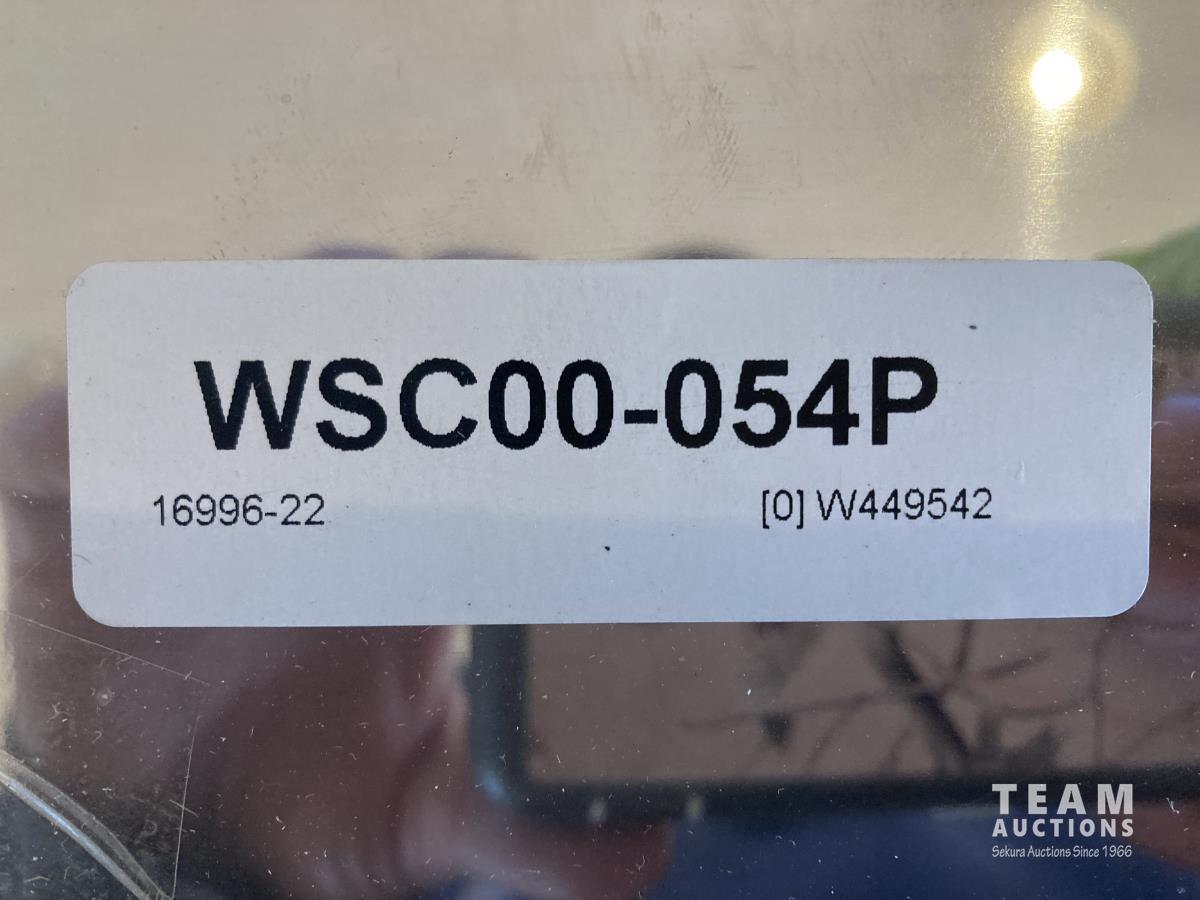 WSC00-054P
16996-22 [0] W449542
TEAM
AUCTIONS
Sekura Auctions Since 1966